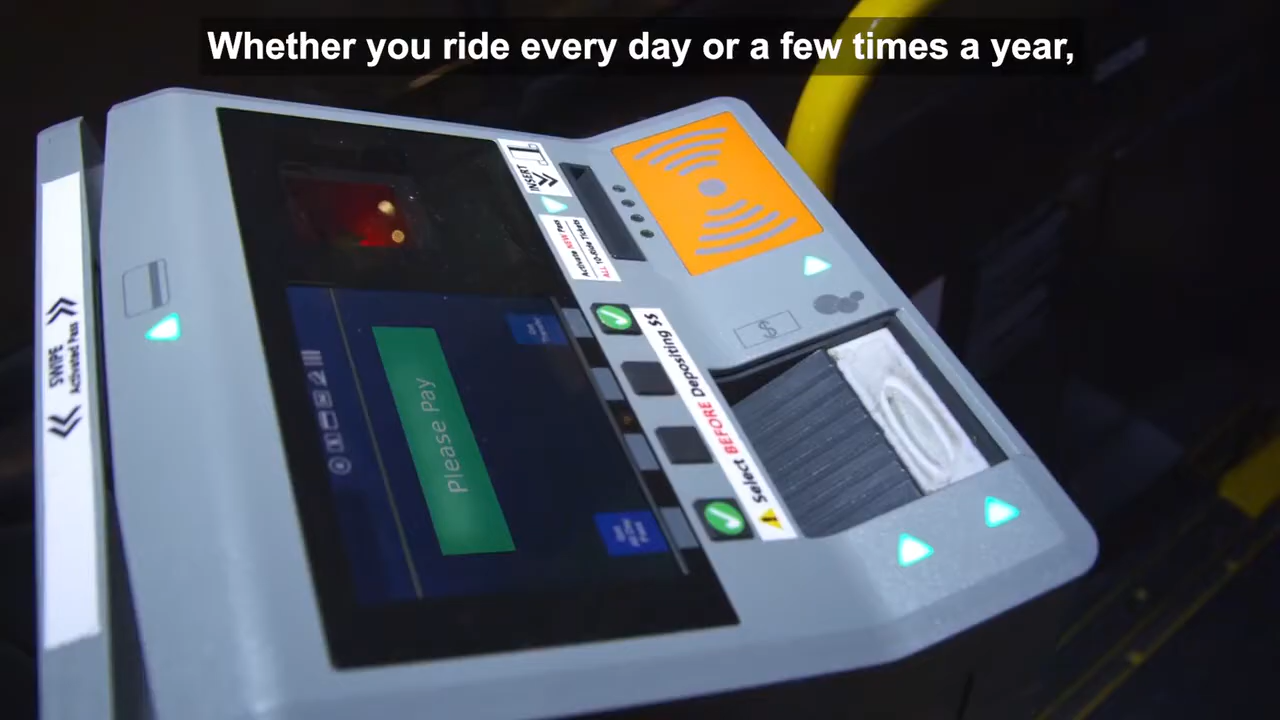 Whether you ride every day or a few times a year,
INSERT
Activate NEW Pass
ALL 10-Ride Tickets
SWIPE
Activated Pass
Select BEFORE Depositing $$
$
Please Pay